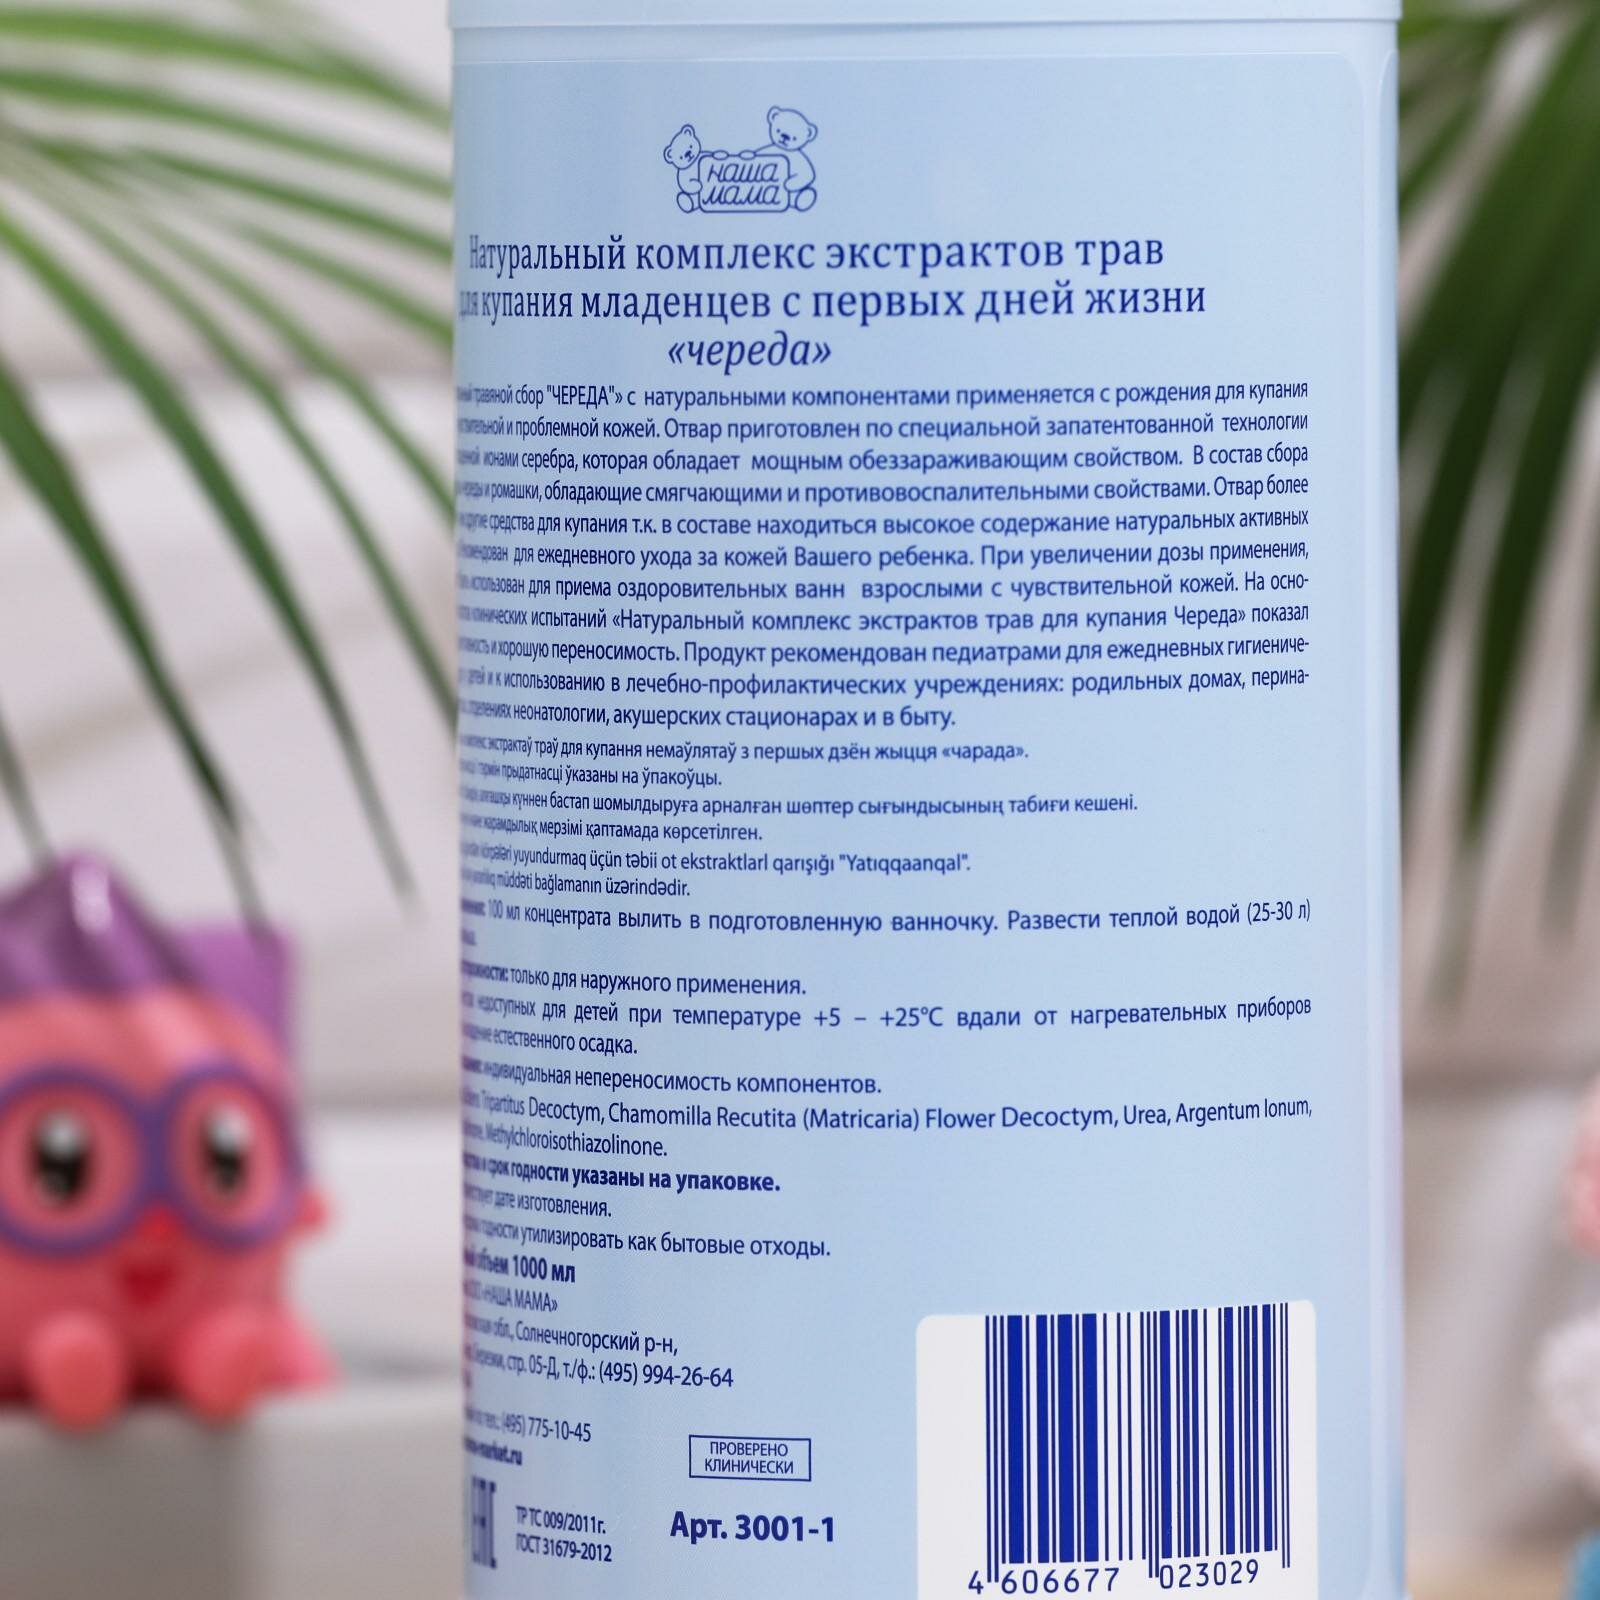 наша
мама
Натуральный комплекс экстрактов трав
для купания младенцев с первых дней жизни
«череда»
травяной сбор "ЧЕРЕДА"» с натуральными компонентами применяется с рождения для купания
и проблемной кожей. Отвар приготовлен по специальной запатентованной технологии
ионами серебра, которая обладает мощным обеззараживающим свойством. В состав сбора
череды и ромашки, обладающие смягчающими и противовоспалительными свойствами. Отвар более
другие средства для купания т.к. в составе находиться высокое содержание натуральных активных
для ежедневного ухода за кожей Вашего ребенка. При увеличении дозы применения,
использован для приема оздоровительных ванн взрослыми с чувствительной кожей. На осно-
клинических испытаний «Натуральный комплекс экстрактов трав для купания Череда» показал
и хорошую переносимость. Продукт рекомендован педиатрами для ежедневных гигиениче-
детей и к использованию в лечебно-профилактических учреждениях: родильных домах, перина-
отделениях неонатологии, акушерских стационарах и в быту.
экстрактаў траў для купання немаўлятаў з першых дзён жыцця «чарада».
тэрмін прыдатнасці ўказаны на ўпакоўцы.
алғашқы күннен бастап шомылдыруға арналған шөптер сығындысының табиғи кешені.
жарамдылық мерзімі қаптамада көрсетілген.
körpələri yuyundurmaq üçün təbii ot ekstraktlarl qarışığı "Yatıqqaanqal".
yararlılıq müddəti bağlamanın üzərindədir.
100 мл концентрата вылить в подготовленную ванночку. Развести теплой водой (25-30 л)
только для наружного применения.
недоступных для детей при температуре +5 – +25°C вдали от нагревательных приборов
естественного осадка.
индивидуальная непереносимость компонентов.
Tripartitus Decoctym, Chamomilla Recutita (Matricaria) Flower Decoctym, Urea, Argentum Ionum,
Methylchloroisothiazolinone.
и срок годности указаны на упаковке.
дате изготовления.
годности утилизировать как бытовые отходы.
объем 1000 мл
ООО «НАША МАМА»
обл., Солнечногорский р-н,
Бережки, стр. 05-Д, т./ф.: (495) 994-26-64
тел.: (495) 775-10-45
EAC
ТР ТС 009/2011г.
ГОСТ 31679-2012
ПРОВЕРЕНО
КЛИНИЧЕСКИ
Арт. 3001-1
4 606677 023029